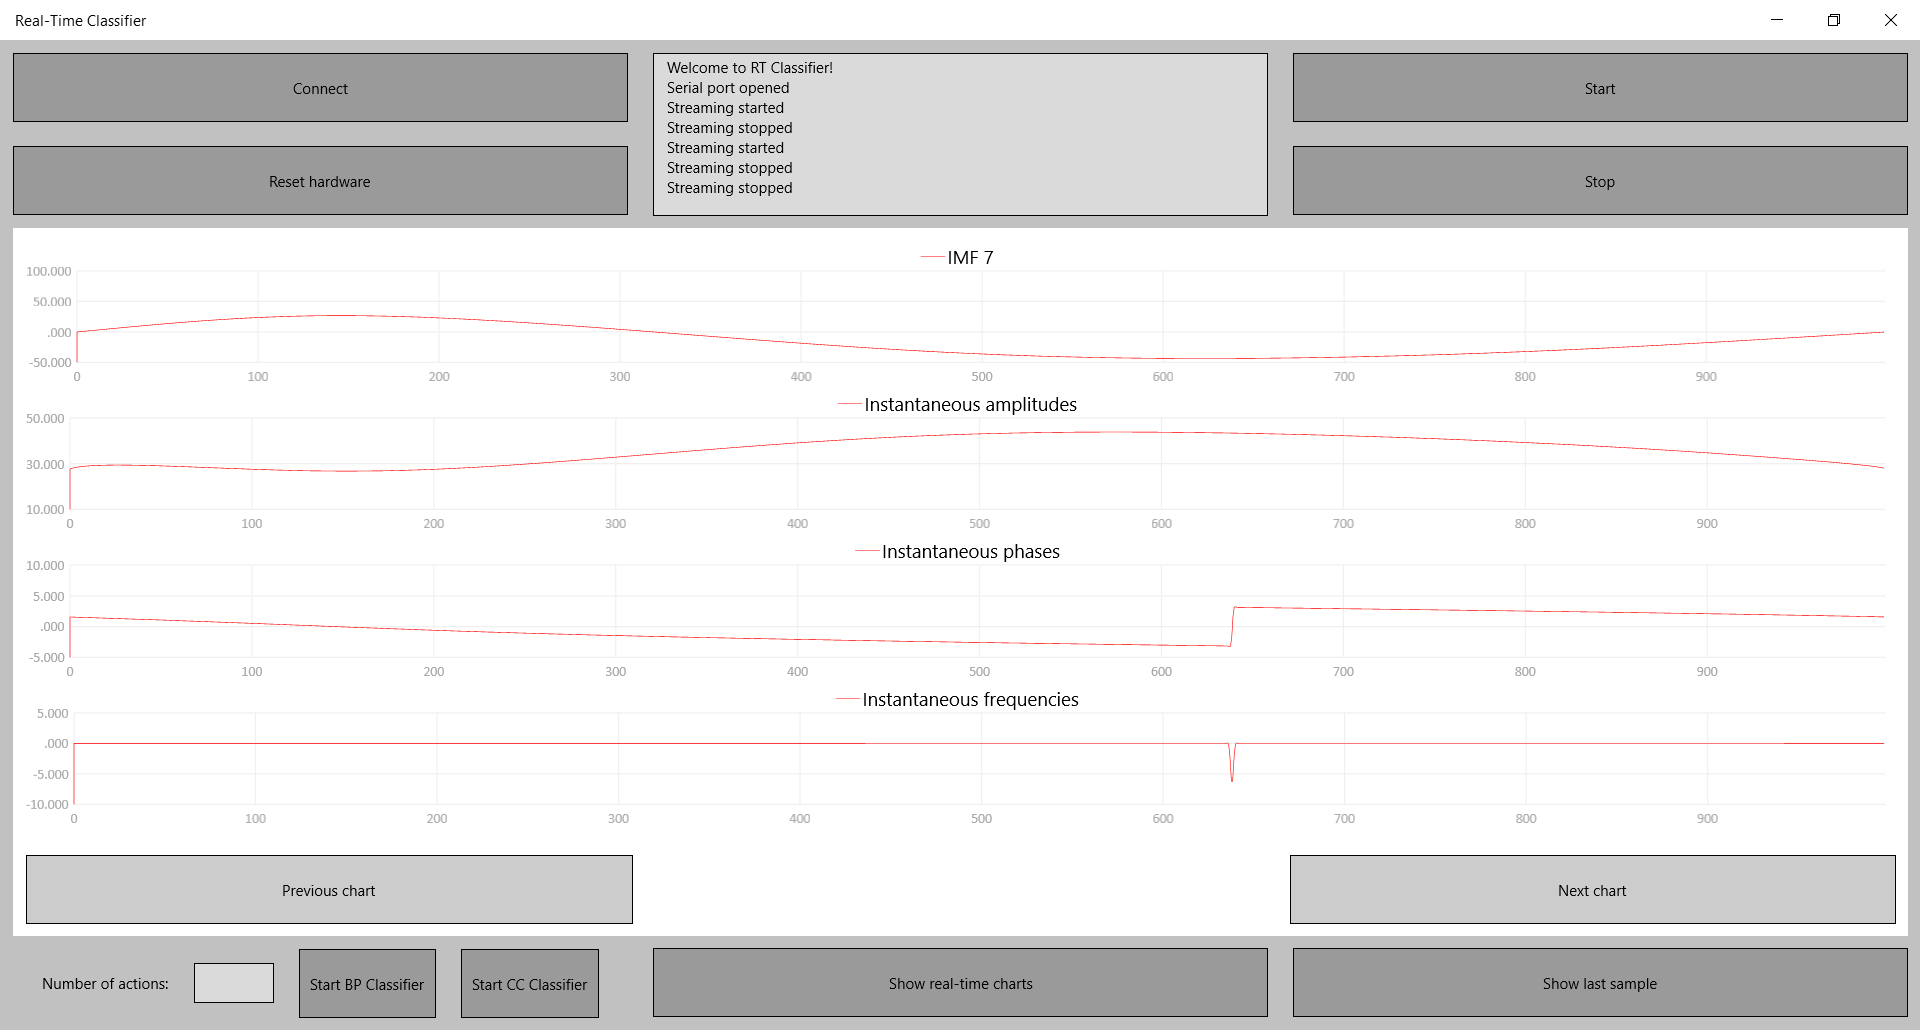 Real-Time Classifier
Connect
Reset hardware
Welcome to RT Classifier!
Serial port opened
Streaming started
Streaming stopped
Streaming started
Streaming stopped
Streaming stopped
Start
Stop
IMF 7
100.000
50.000
.000
-50.000
0 100 200 300 400 500 600 700 800 900
Instantaneous amplitudes
50.000
30.000
10.000
0 100 200 300 400 500 600 700 800 900
Instantaneous phases
10.000
5.000
.000
-5.000
0 100 200 300 400 500 600 700 800 900
Instantaneous frequencies
5.000
.000
-5.000
-10.000
0 100 200 300 400 500 600 700 800 900
Previous chart
Next chart
Number of actions:
Start BP Classifier
Start CC Classifier
Show real-time charts
Show last sample